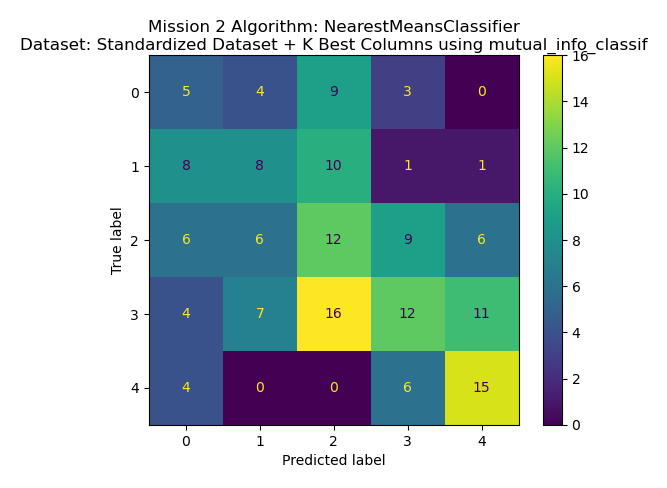 Mission 2 Algorithm: NearestMeansClassifier
Dataset: Standardized Dataset + K Best Columns using mutual_info_classif
0 5 4 9 3 0
1 8 8 10 1 1
2 6 6 12 9 6
3 4 7 16 12 11
4 4 0 0 6 15
0 1 2 3 4
Predicted label
True label
16
14
12
10
8
6
4
2
0